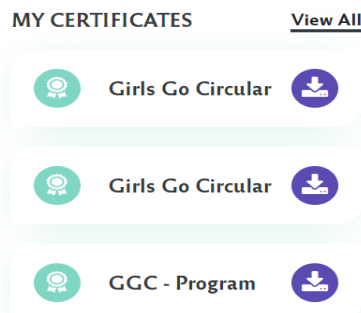 MY CERTIFICATES View All
Girls Go Circular
Girls Go Circular
GGC - Program